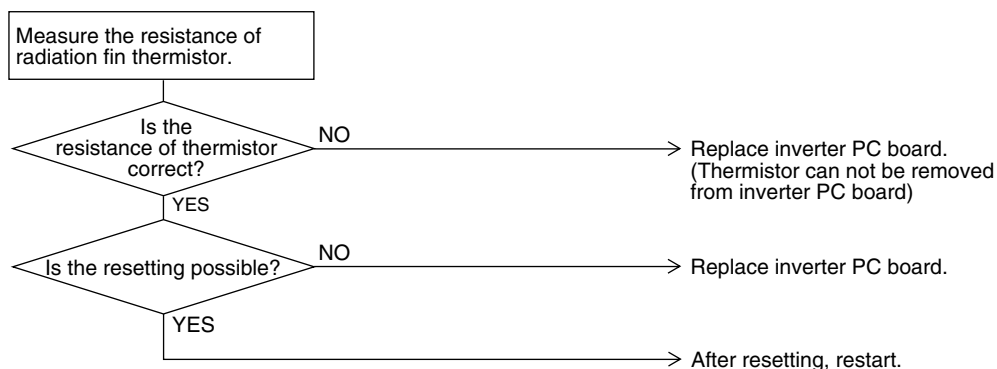 Measure the resistance of
radiation fin thermistor.
Is the
resistance of thermistor
correct?
NO
Replace inverter PC board.
(Thermistor can not be removed
from inverter PC board)
YES
Is the resetting possible?
NO
Replace inverter PC board.
YES
After resetting, restart.